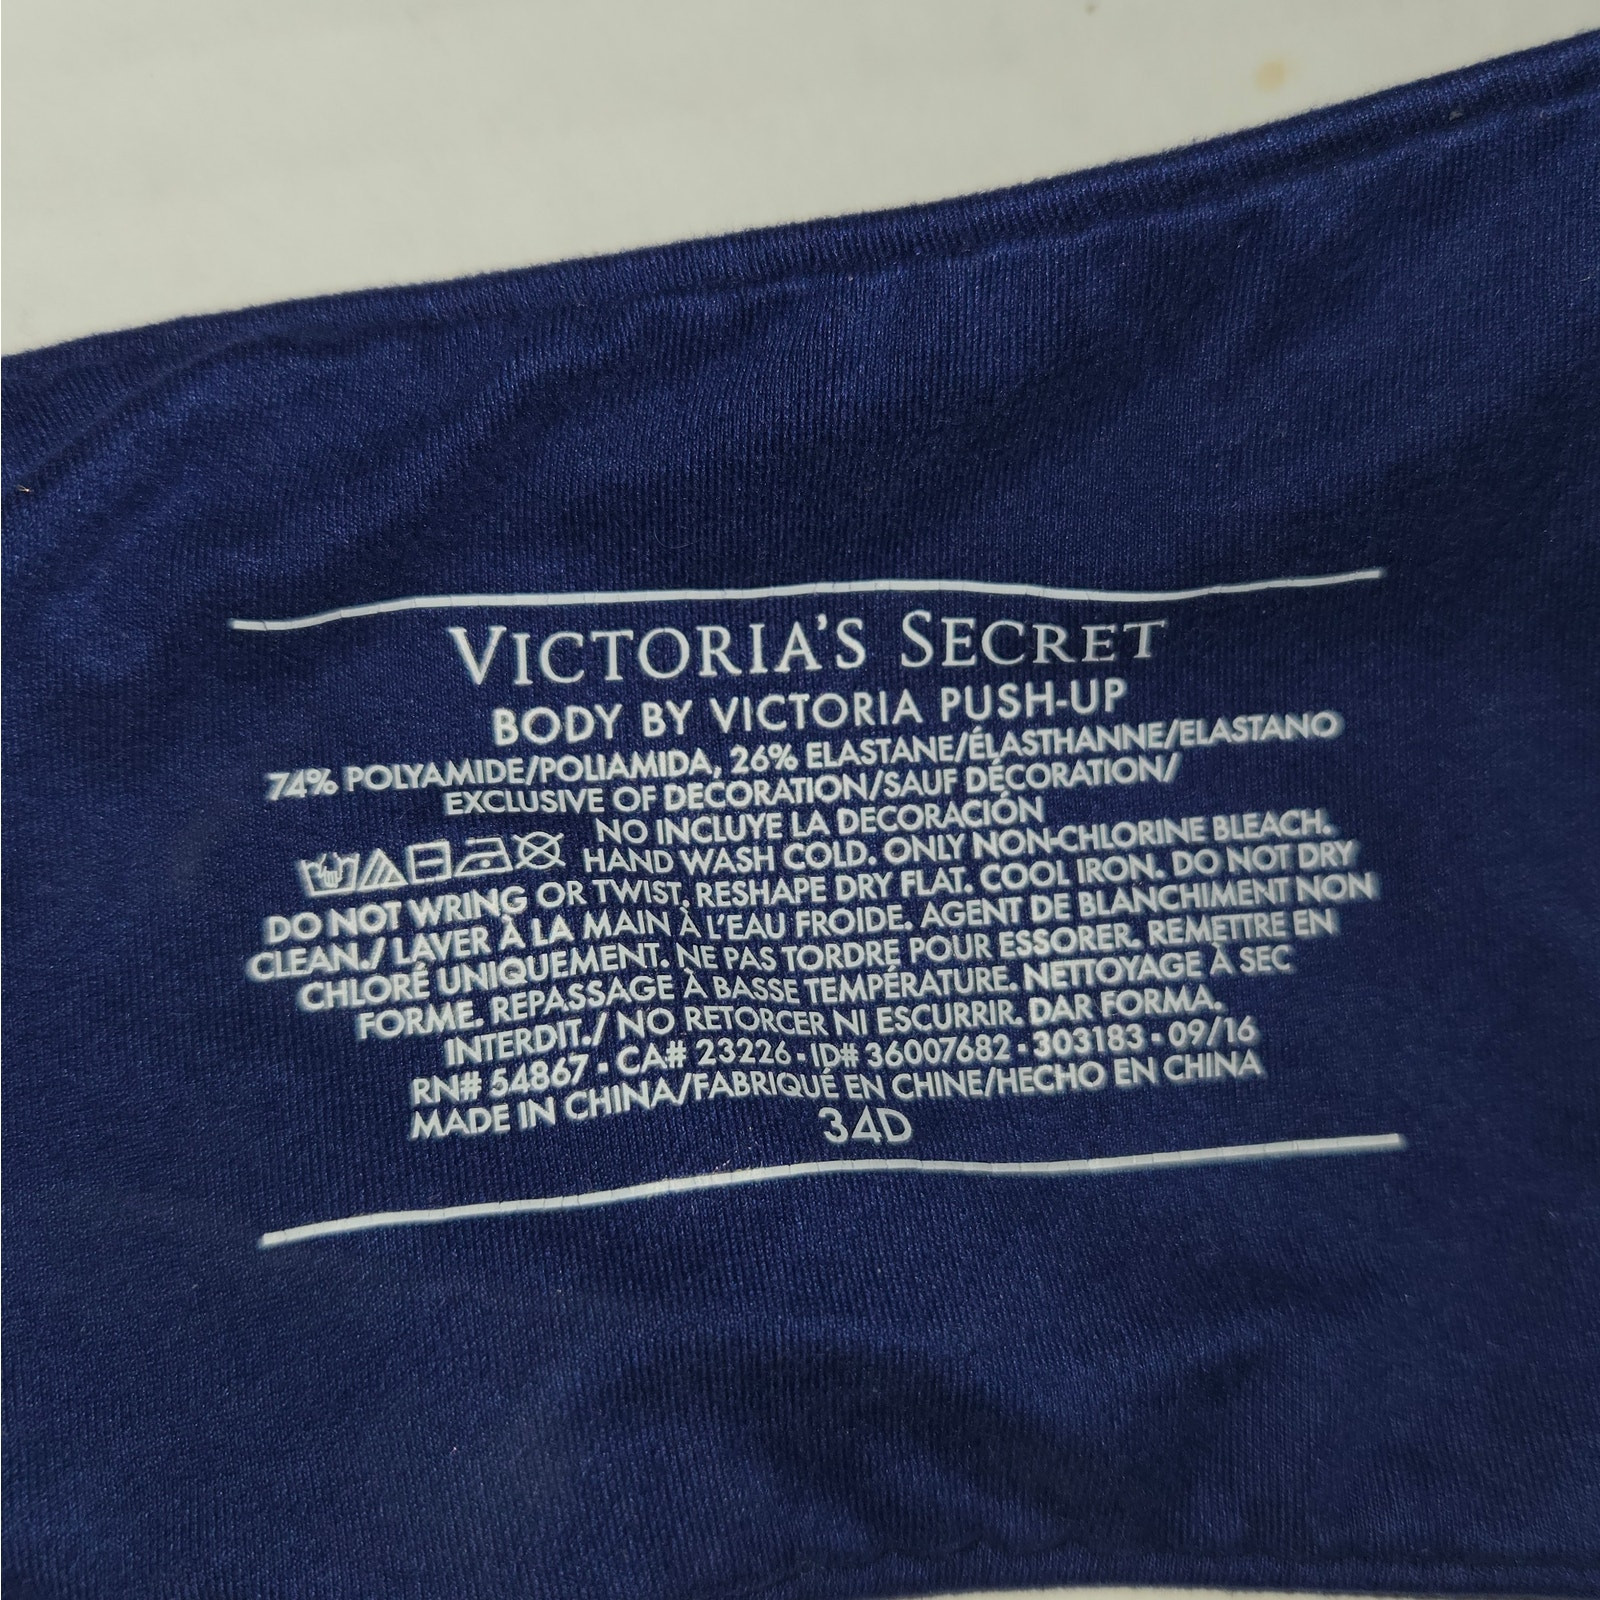 VICTORIA'S SECRET
BODY BY VICTORIA PUSH-UP
74% POLYAMIDE/POLIAMIDA, 26% ELASTANE/ÉLASTHANNE/ELASTANO
EXCLUSIVE OF DECORATION/SAUF DÉCORATION/
NO INCLUYE LA DECORACIÓN
HAND WASH COLD. ONLY NON-CHLORINE BLEACH.
DO NOT WRING OR TWIST. RESHAPE DRY FLAT. COOL IRON. DO NOT DRY
CLEAN./ LAVER À LA MAIN À L'EAU FROIDE. AGENT DE BLANCHIMENT NON
CHLORÉ UNIQUEMENT. NE PAS TORDRE POUR ESSORER. REMETTRE EN
FORME. REPASSAGE À BASSE TEMPÉRATURE. NETTOYAGE À SEC
INTERDIT./ NO RETORCER NI ESCURRIR. DAR FORMA.
RN# 54867 • CA# 23226 • ID# 36007682 • 303183 • 09/16
MADE IN CHINA/FABRIQUÉ EN CHINE/HECHO EN CHINA
34D